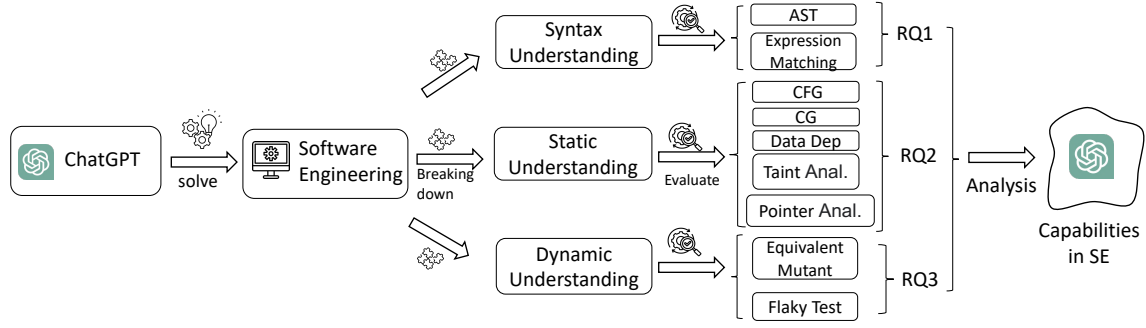 ChatGPT
solve
Software
Engineering
Breaking
down
Syntax
Understanding
Static
Understanding
Dynamic
Understanding
Evaluate
AST
Expression
Matching
CFG
CG
Data Dep
Taint Anal.
Pointer Anal.
Equivalent
Mutant
Flaky Test
RQ1
RQ2
RQ3
Analysis
Capabilities
in SE